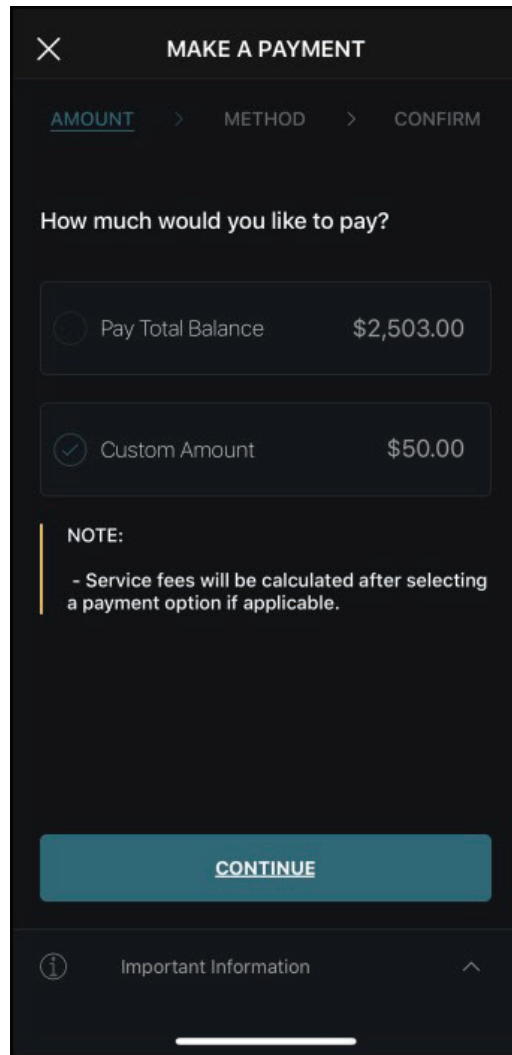 MAKE A PAYMENT
AMOUNT > METHOD > CONFIRM
How much would you like to pay?
Pay Total Balance $2,503.00
Custom Amount $50.00
NOTE:
- Service fees will be calculated after selecting
a payment option if applicable.
CONTINUE
Important Information